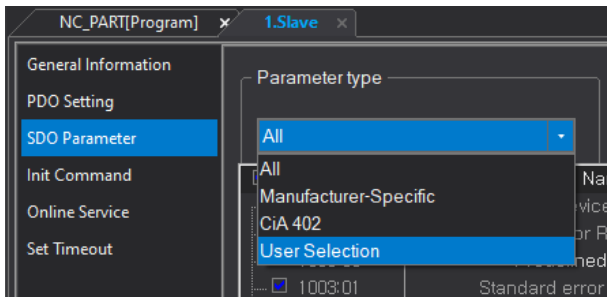 NC_PART[Program] ×
1.Slave ×
General Information
PDO Setting
SDO Parameter
Init Command
Online Service
Set Timeout
Parameter type
All
All
Manufacturer-Specific
CiA 402
User Selection
1003:01
Standard error